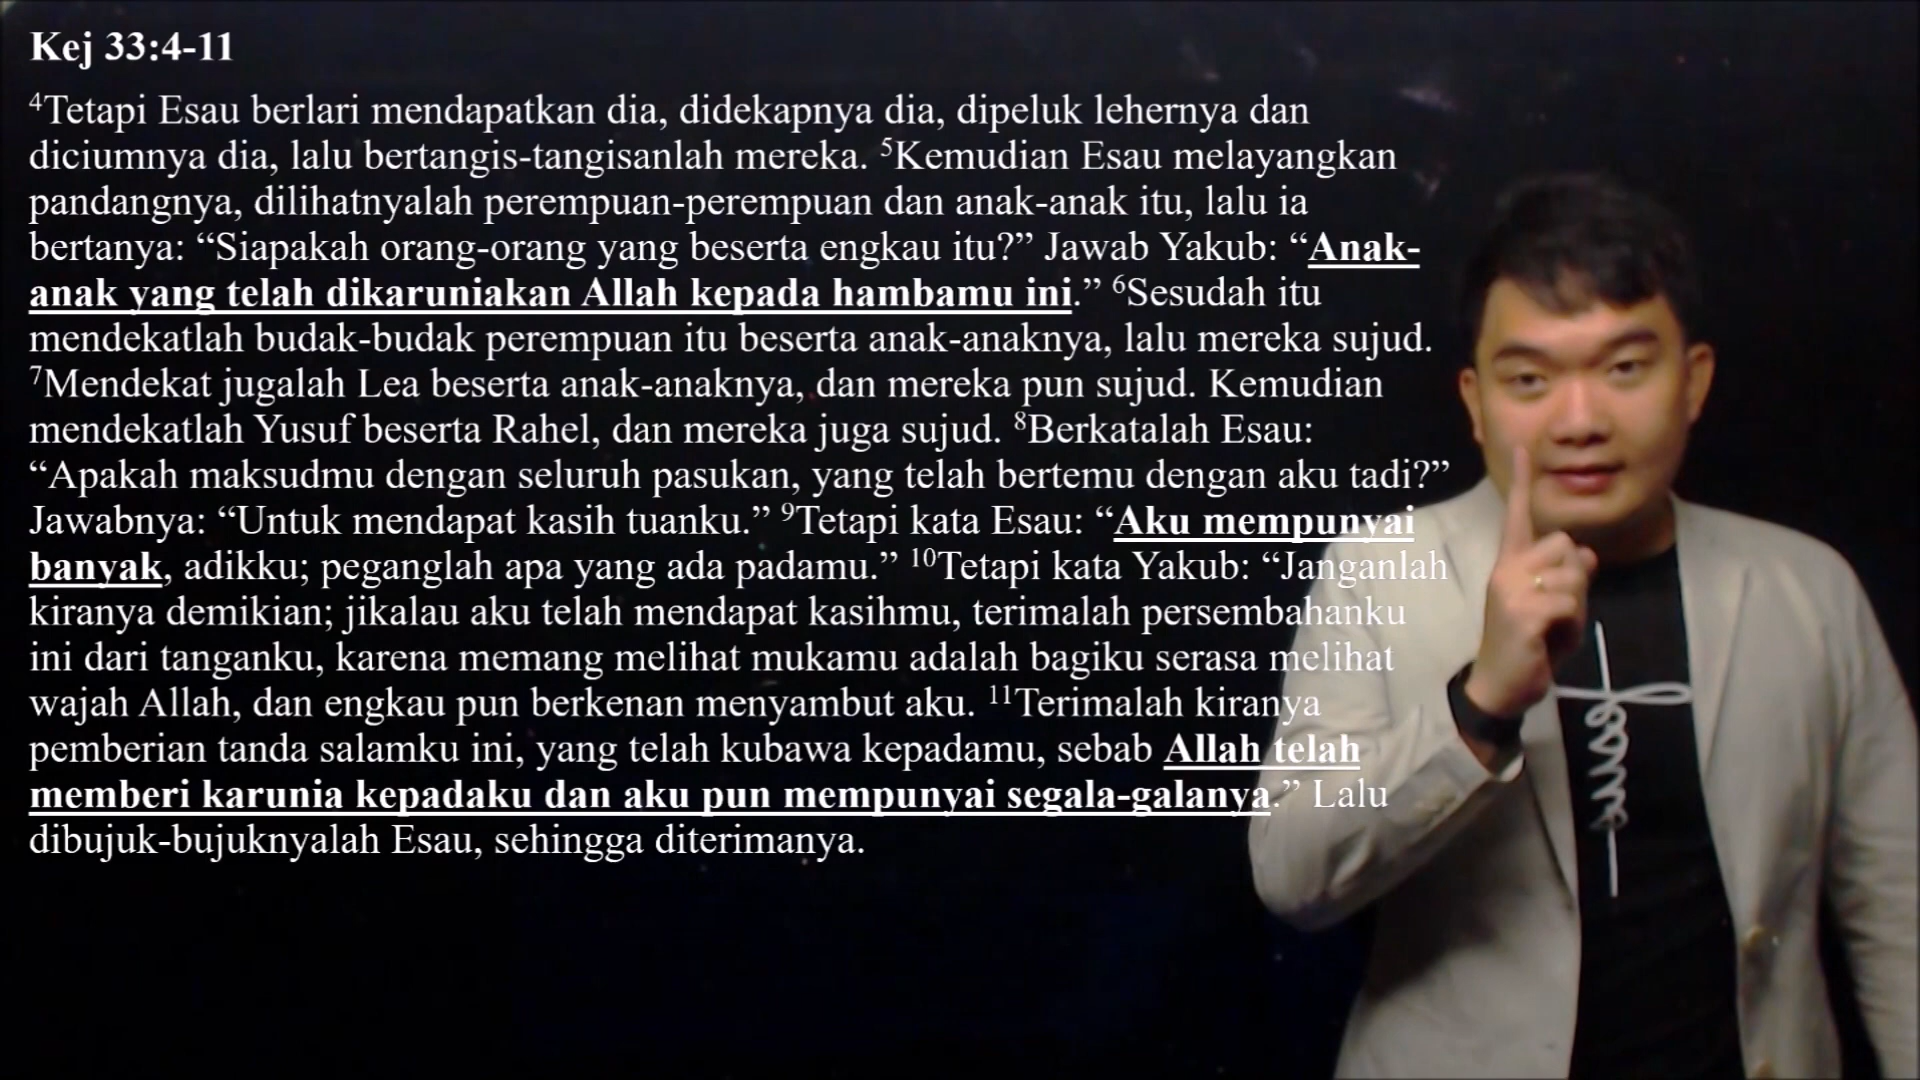 Kej 33:4-11
⁴Tetapi Esau berlari mendapatkan dia, didekapnya dia, dipeluk lehernya dan
diciumnya dia, lalu bertangis-tangisanlah mereka. ⁵Kemudian Esau melayangkan
pandangnya, dilihatnyalah perempuan-perempuan dan anak-anak itu, lalu ia
bertanya: “Siapakah orang-orang yang beserta engkau itu?” Jawab Yakub: “Anak-
anak yang telah dikaruniakan Allah kepada hambamu ini.” ⁶Sesudah itu
mendekatlah budak-budak perempuan itu beserta anak-anaknya, lalu mereka sujud.
⁷Mendekat jugalah Lea beserta anak-anaknya, dan mereka pun sujud. Kemudian
mendekatlah Yusuf beserta Rahel, dan mereka juga sujud. ⁸Berkatalah Esau:
“Apakah maksudmu dengan seluruh pasukan, yang telah bertemu dengan aku tadi?”
Jawabnya: “Untuk mendapat kasih tuanku.” ⁹Tetapi kata Esau: “Aku mempunyai
banyak, adikku; peganglah apa yang ada padamu.” ¹⁰Tetapi kata Yakub: “Janganlah
kiranya demikian; jikalau aku telah mendapat kasihmu, terimalah persembahanku
ini dari tanganku, karena memang melihat mukamu adalah bagiku serasa melihat
wajah Allah, dan engkau pun berkenan menyambut aku. ¹¹Terimalah kiranya
pemberian tanda salamku ini, yang telah kubawa kepadamu, sebab Allah telah
memberi karunia kepadaku dan aku pun mempunyai segala-galanya.” Lalu
dibujuk-bujuknyalah Esau, sehingga diterimanya.